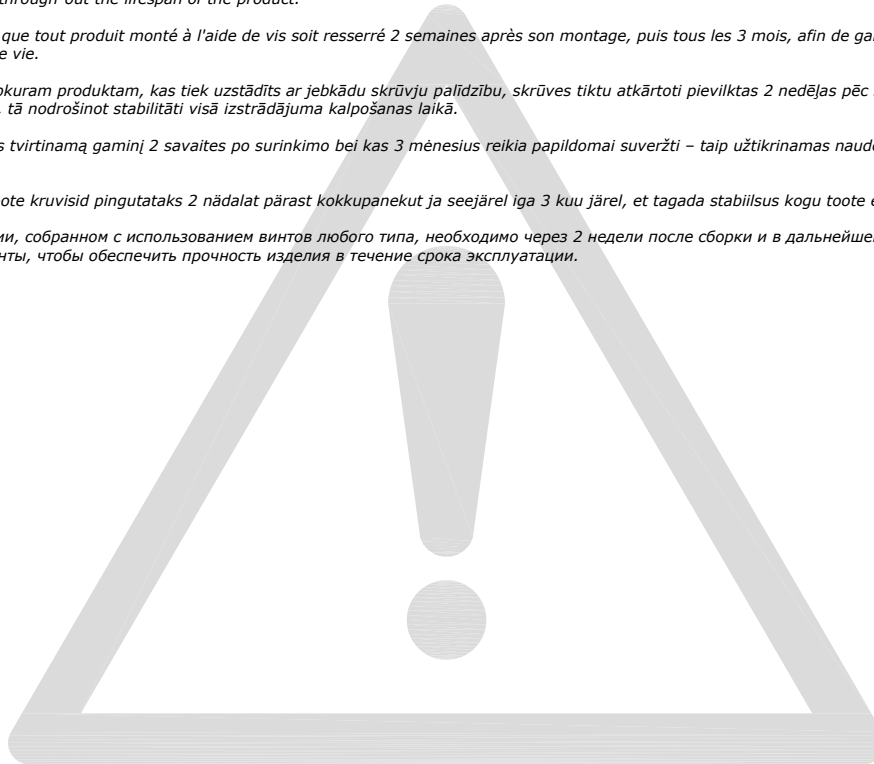 through-out the lifespan of the product.
que tout produit monté à l'aide de vis soit resserré 2 semaines après son montage, puis tous les 3 mois, afin de
e vie.
kuram produktam, kas tiek uzstādīts ar jebkādu skrūvju palīdzību, skrūves tiktu atkārtoti pievilktas 2 nedēļas pēc
, tā nodrošinot stabilitāti visā izstrādājuma kalpošanas laikā.
s tvirtinamą gaminį 2 savaites po surinkimo bei kas 3 mėnesius reikia papildomai suveržti – taip užtikrinamas
ote kruvisid pingutataks 2 nädalat pärast kokkupanekut ja seejärel iga 3 kuu järel, et tagada stabiilsus kogu toote
ии, собранном с использованием винтов любого типа, необходимо через 2 недели после сборки и в дальнейше
нты, чтобы обеспечить прочность изделия в течение срока эксплуатации.